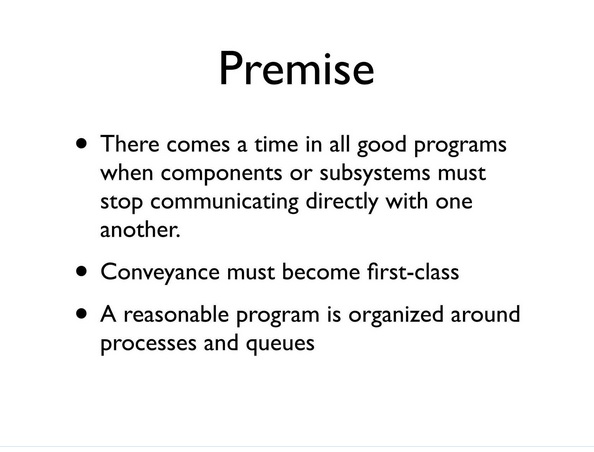 Premise
• There comes a time in all good programs
when components or subsystems must
stop communicating directly with one
another.
• Conveyance must become first-class
• A reasonable program is organized around
processes and queues